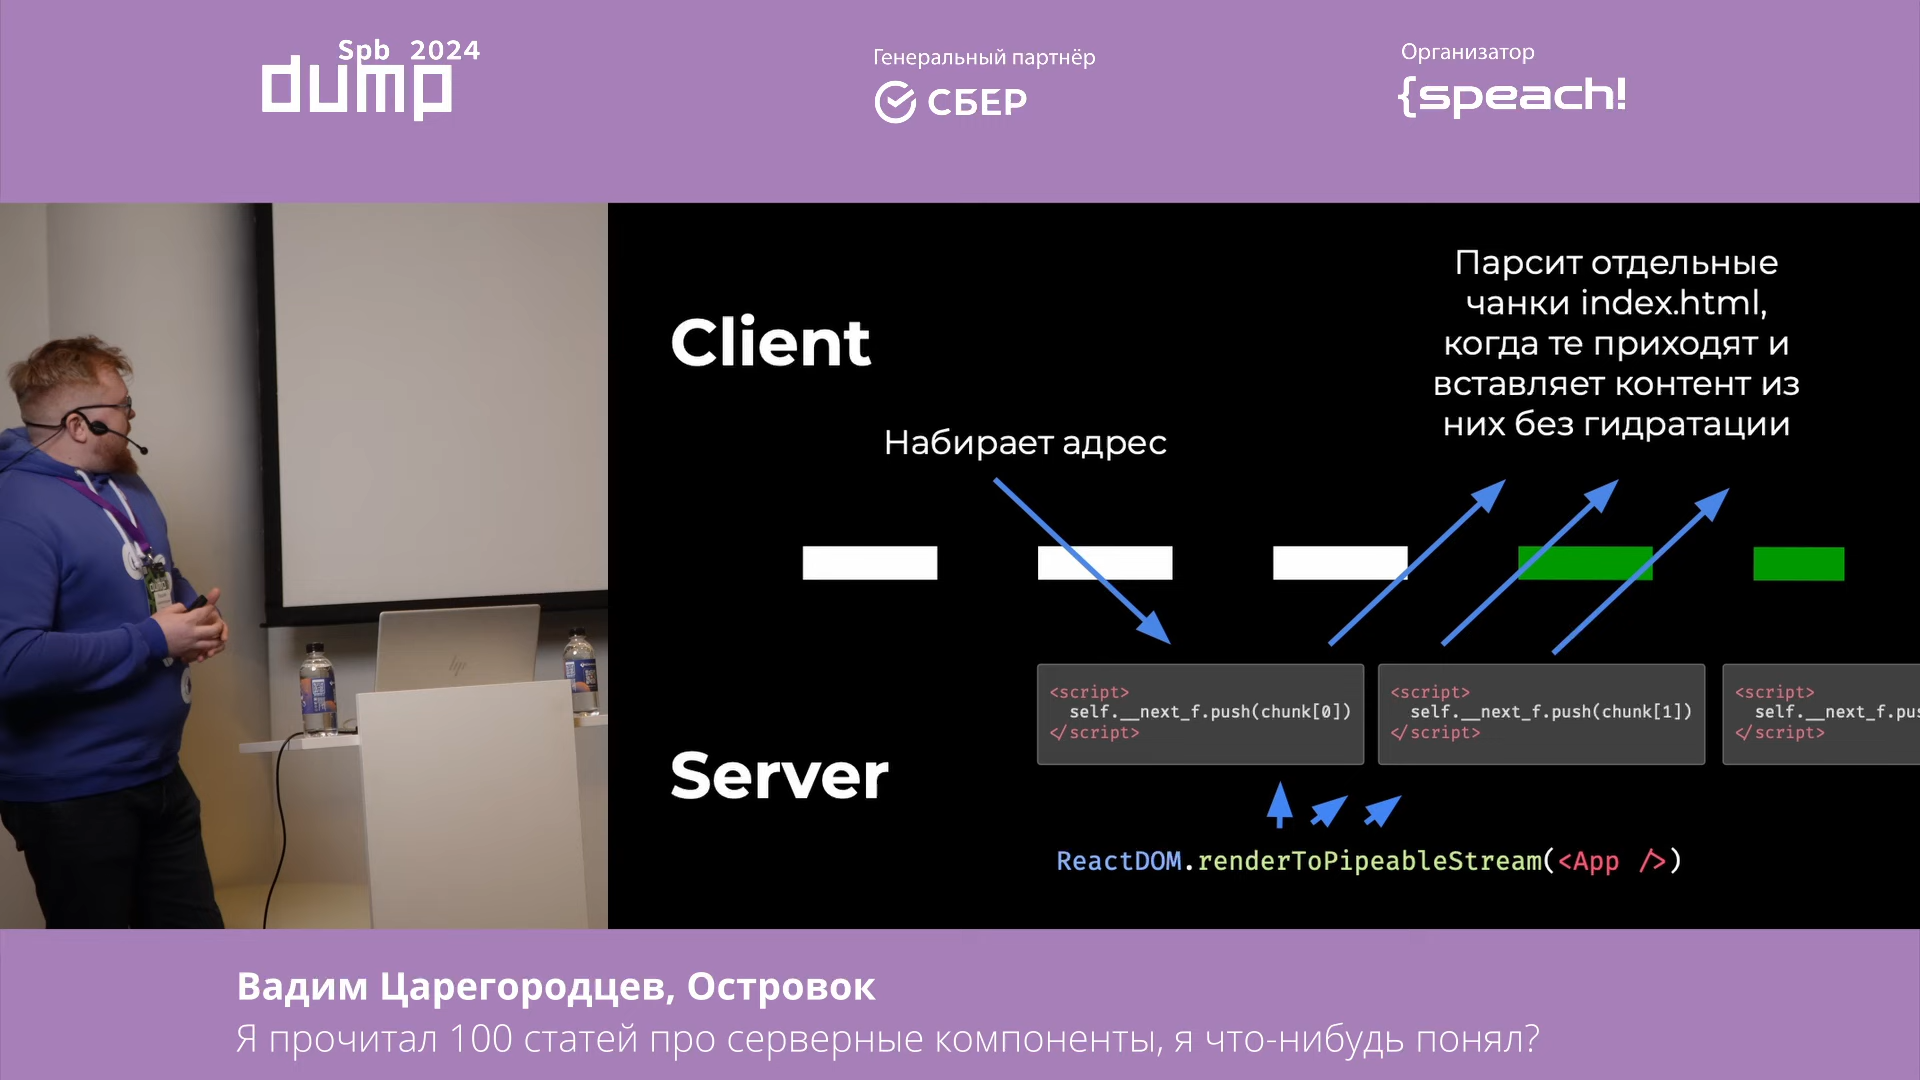 Spb 2024
dump
Генеральный партнёр
СБЕР
Организатор
{speach!
Client
Набирает адрес
Парсит отдельные
чанки index.html,
когда те приходят и
вставляет контент из
них без гидратации
<script>
self.__next_f.push(chunk[0])
</script>
<script>
self.__next_f.push(chunk[1])
</script>
<script>
self.__next_f.pus
</script>
Server
ReactDOM.renderToPipeableStream(<App />)
hp
Вадим Царегородцев, Островок
Я прочитал 100 статей про серверные компоненты, я что-нибудь понял?